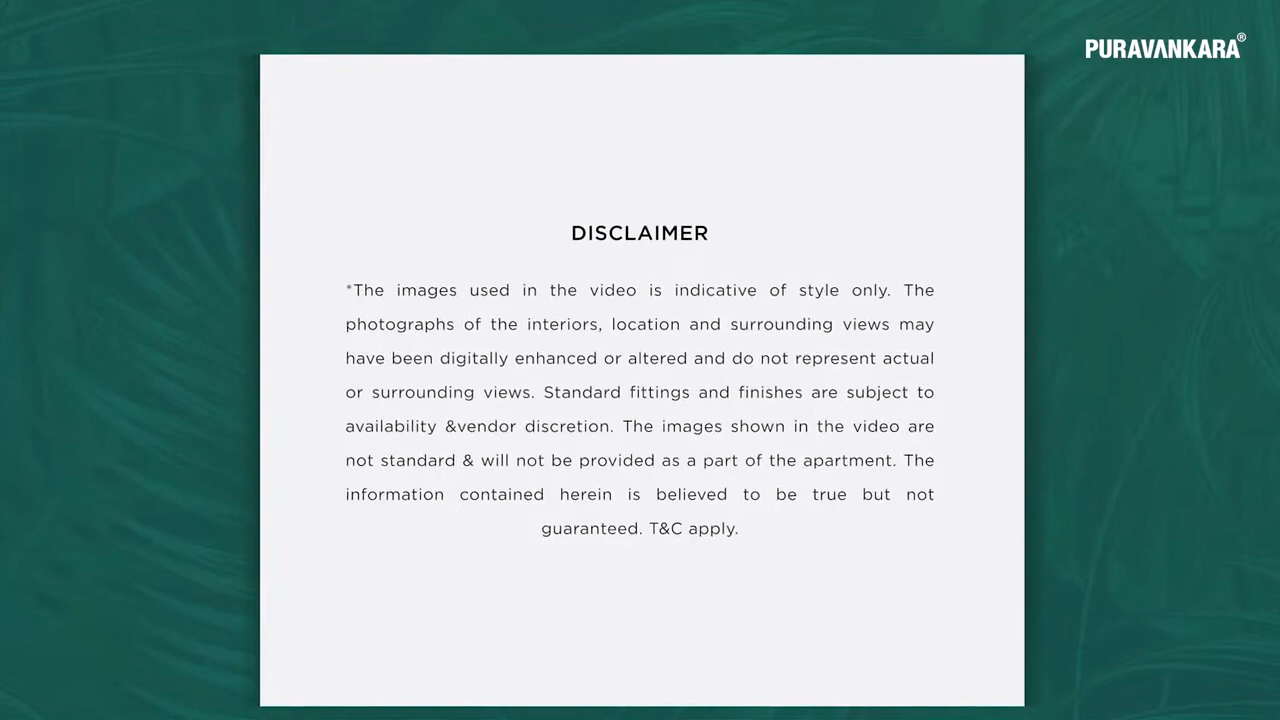 PURAVANKARA®
DISCLAIMER
*The images used in the video is indicative of style only. The
photographs of the interiors, location and surrounding views may
have been digitally enhanced or altered and do not represent actual
or surrounding views. Standard fittings and finishes are subject to
availability &vendor discretion. The images shown in the video are
not standard & will not be provided as a part of the apartment. The
information contained herein is believed to be true but not
guaranteed. T&C apply.